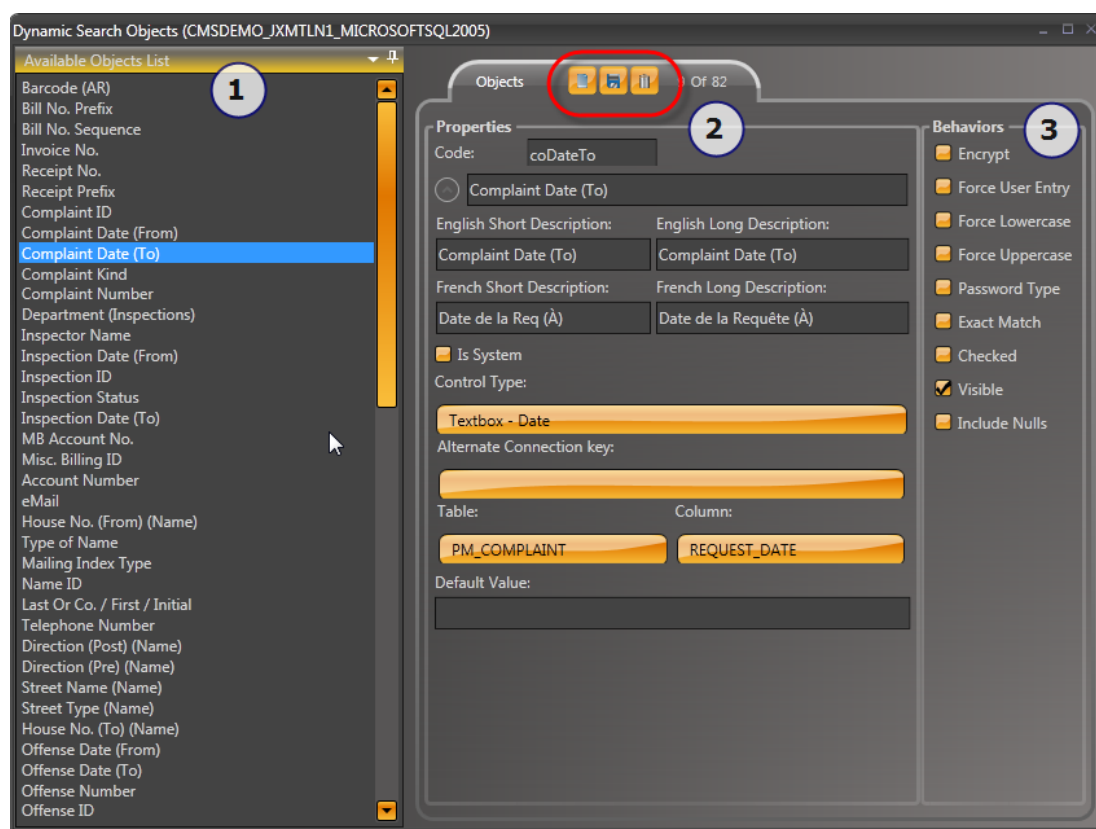 Dynamic Search Objects (CMSDEMO_JXMTLN1_MICROSOFTSQL2005)
Available Objects List
1
Barcode (AR)
Bill No. Prefix
Bill No. Sequence
Invoice No.
Receipt No.
Receipt Prefix
Complaint ID
Complaint Date (From)
Complaint Date (To)
Complaint Kind
Complaint Number
Department (Inspections)
Inspector Name
Inspection Date (From)
Inspection ID
Inspection Status
Inspection Date (To)
MB Account No.
Misc. Billing ID
Account Number
eMail
House No. (From) (Name)
Type of Name
Mailing Index Type
Name ID
Last Or Co. / First / Initial
Telephone Number
Direction (Post) (Name)
Direction (Pre) (Name)
Street Name (Name)
Street Type (Name)
House No. (To) (Name)
Offense Date (From)
Offense Date (To)
Offense Number
Offense ID
Objects Of 82
2
Properties
Code: coDateTo
Complaint Date (To)
English Short Description: English Long Description:
Complaint Date (To) Complaint Date (To)
French Short Description: French Long Description:
Date de la Req (À) Date de la Requête (À)
Is System
Control Type:
Textbox - Date
Alternate Connection key:
Table: Column:
PM_COMPLAINT REQUEST_DATE
Default Value:
Behaviors
3
Encrypt
Force User Entry
Force Lowercase
Force Uppercase
Password Type
Exact Match
Checked
Visible
Include Nulls